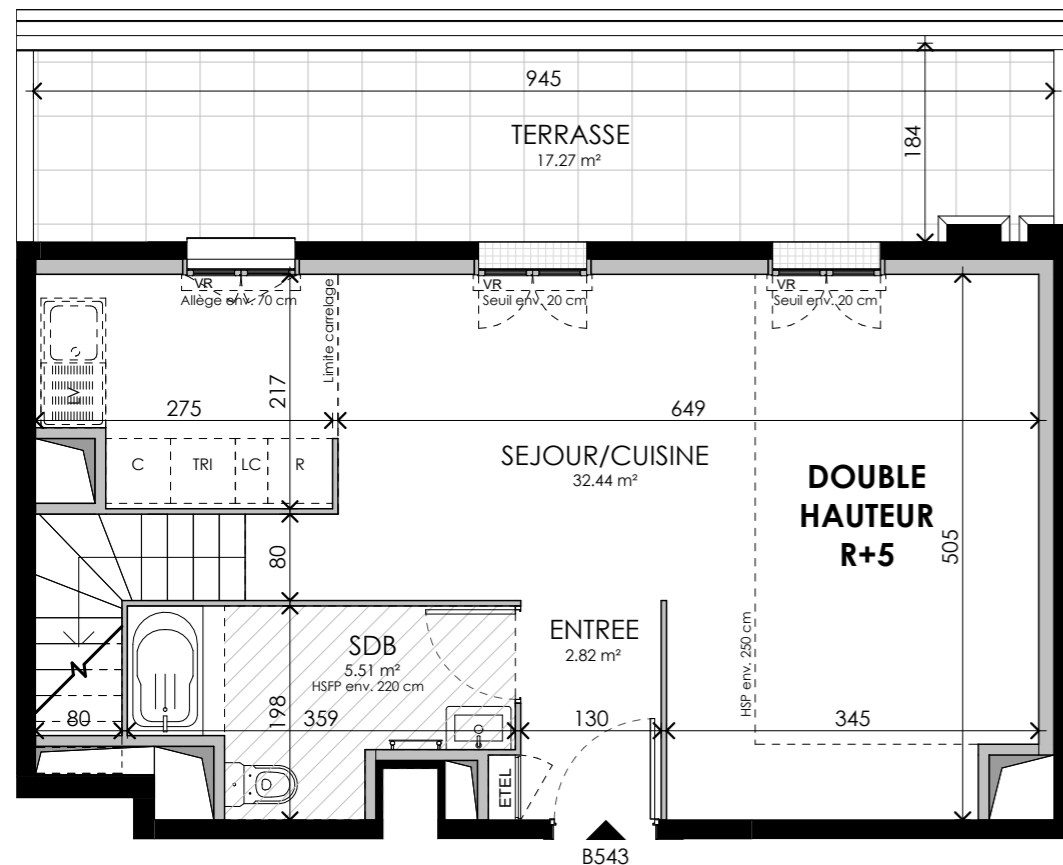 945
TERRASSE
17.27 m²
184
VR
Allège env. 70 cm
VR
Seuil env. 20 cm
VR
Seuil env. 20 cm
Limite carrelage
LV
275
217
649
C
TRI
LC
R
SEJOUR/CUISINE
32.44 m²
DOUBLE
HAUTEUR
R+5
505
80
SDB
5.51 m²
HSFP env. 220 cm
ENTREE
2.82 m²
HSP env. 250 cm
80
198
359
130
345
ETEL
B543